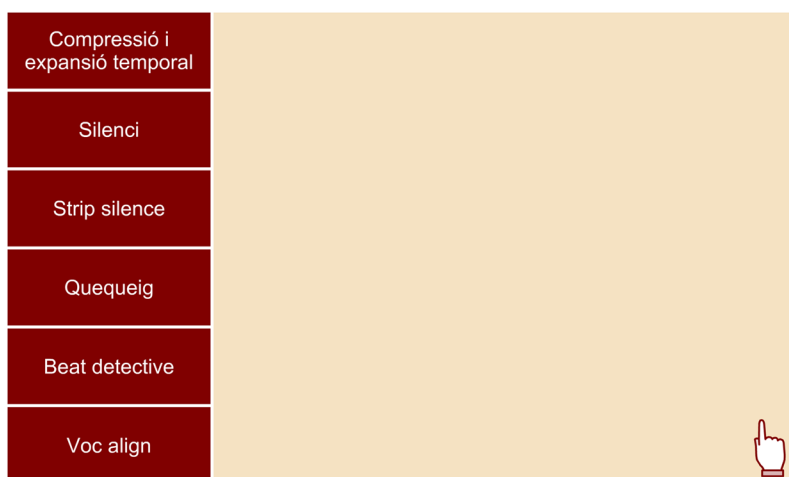 Compressió i
expansió temporal
Silenci
Strip silence
Quequeig
Beat detective
Voc align